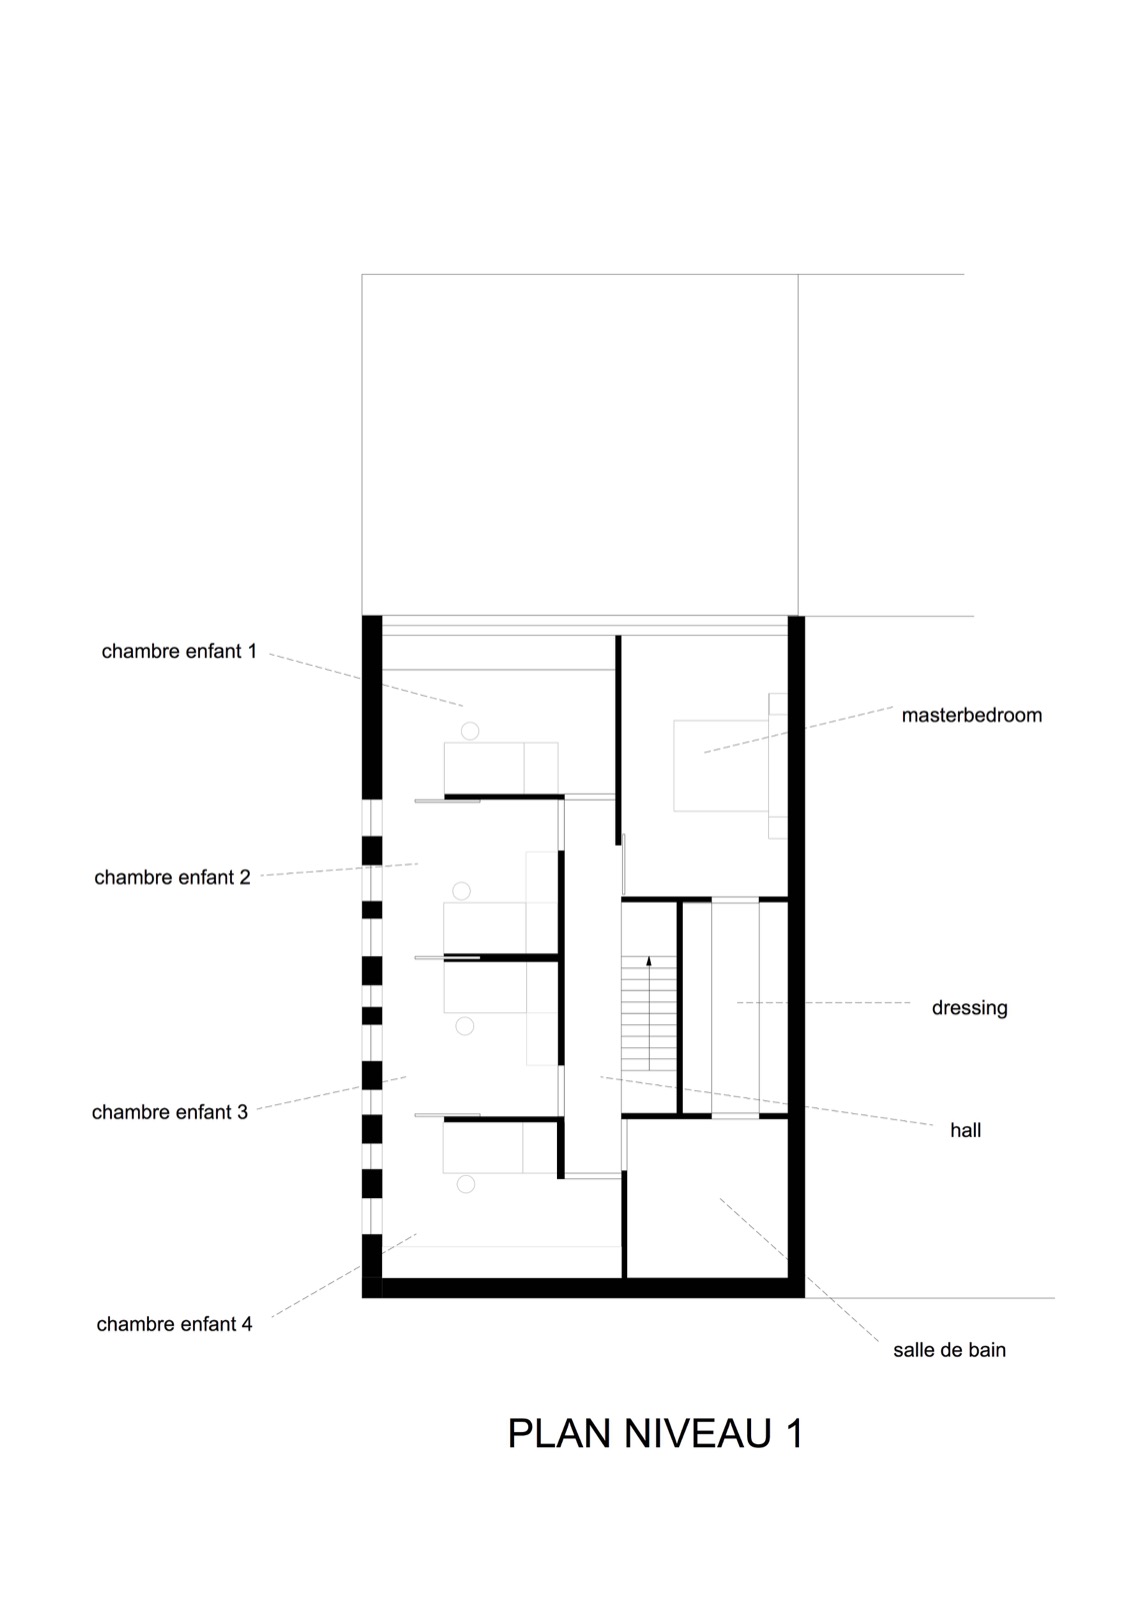 chambre enfant 1
masterbedroom
chambre enfant 2
dressing
chambre enfant 3
hall
chambre enfant 4
salle de bain
PLAN NIVEAU 1